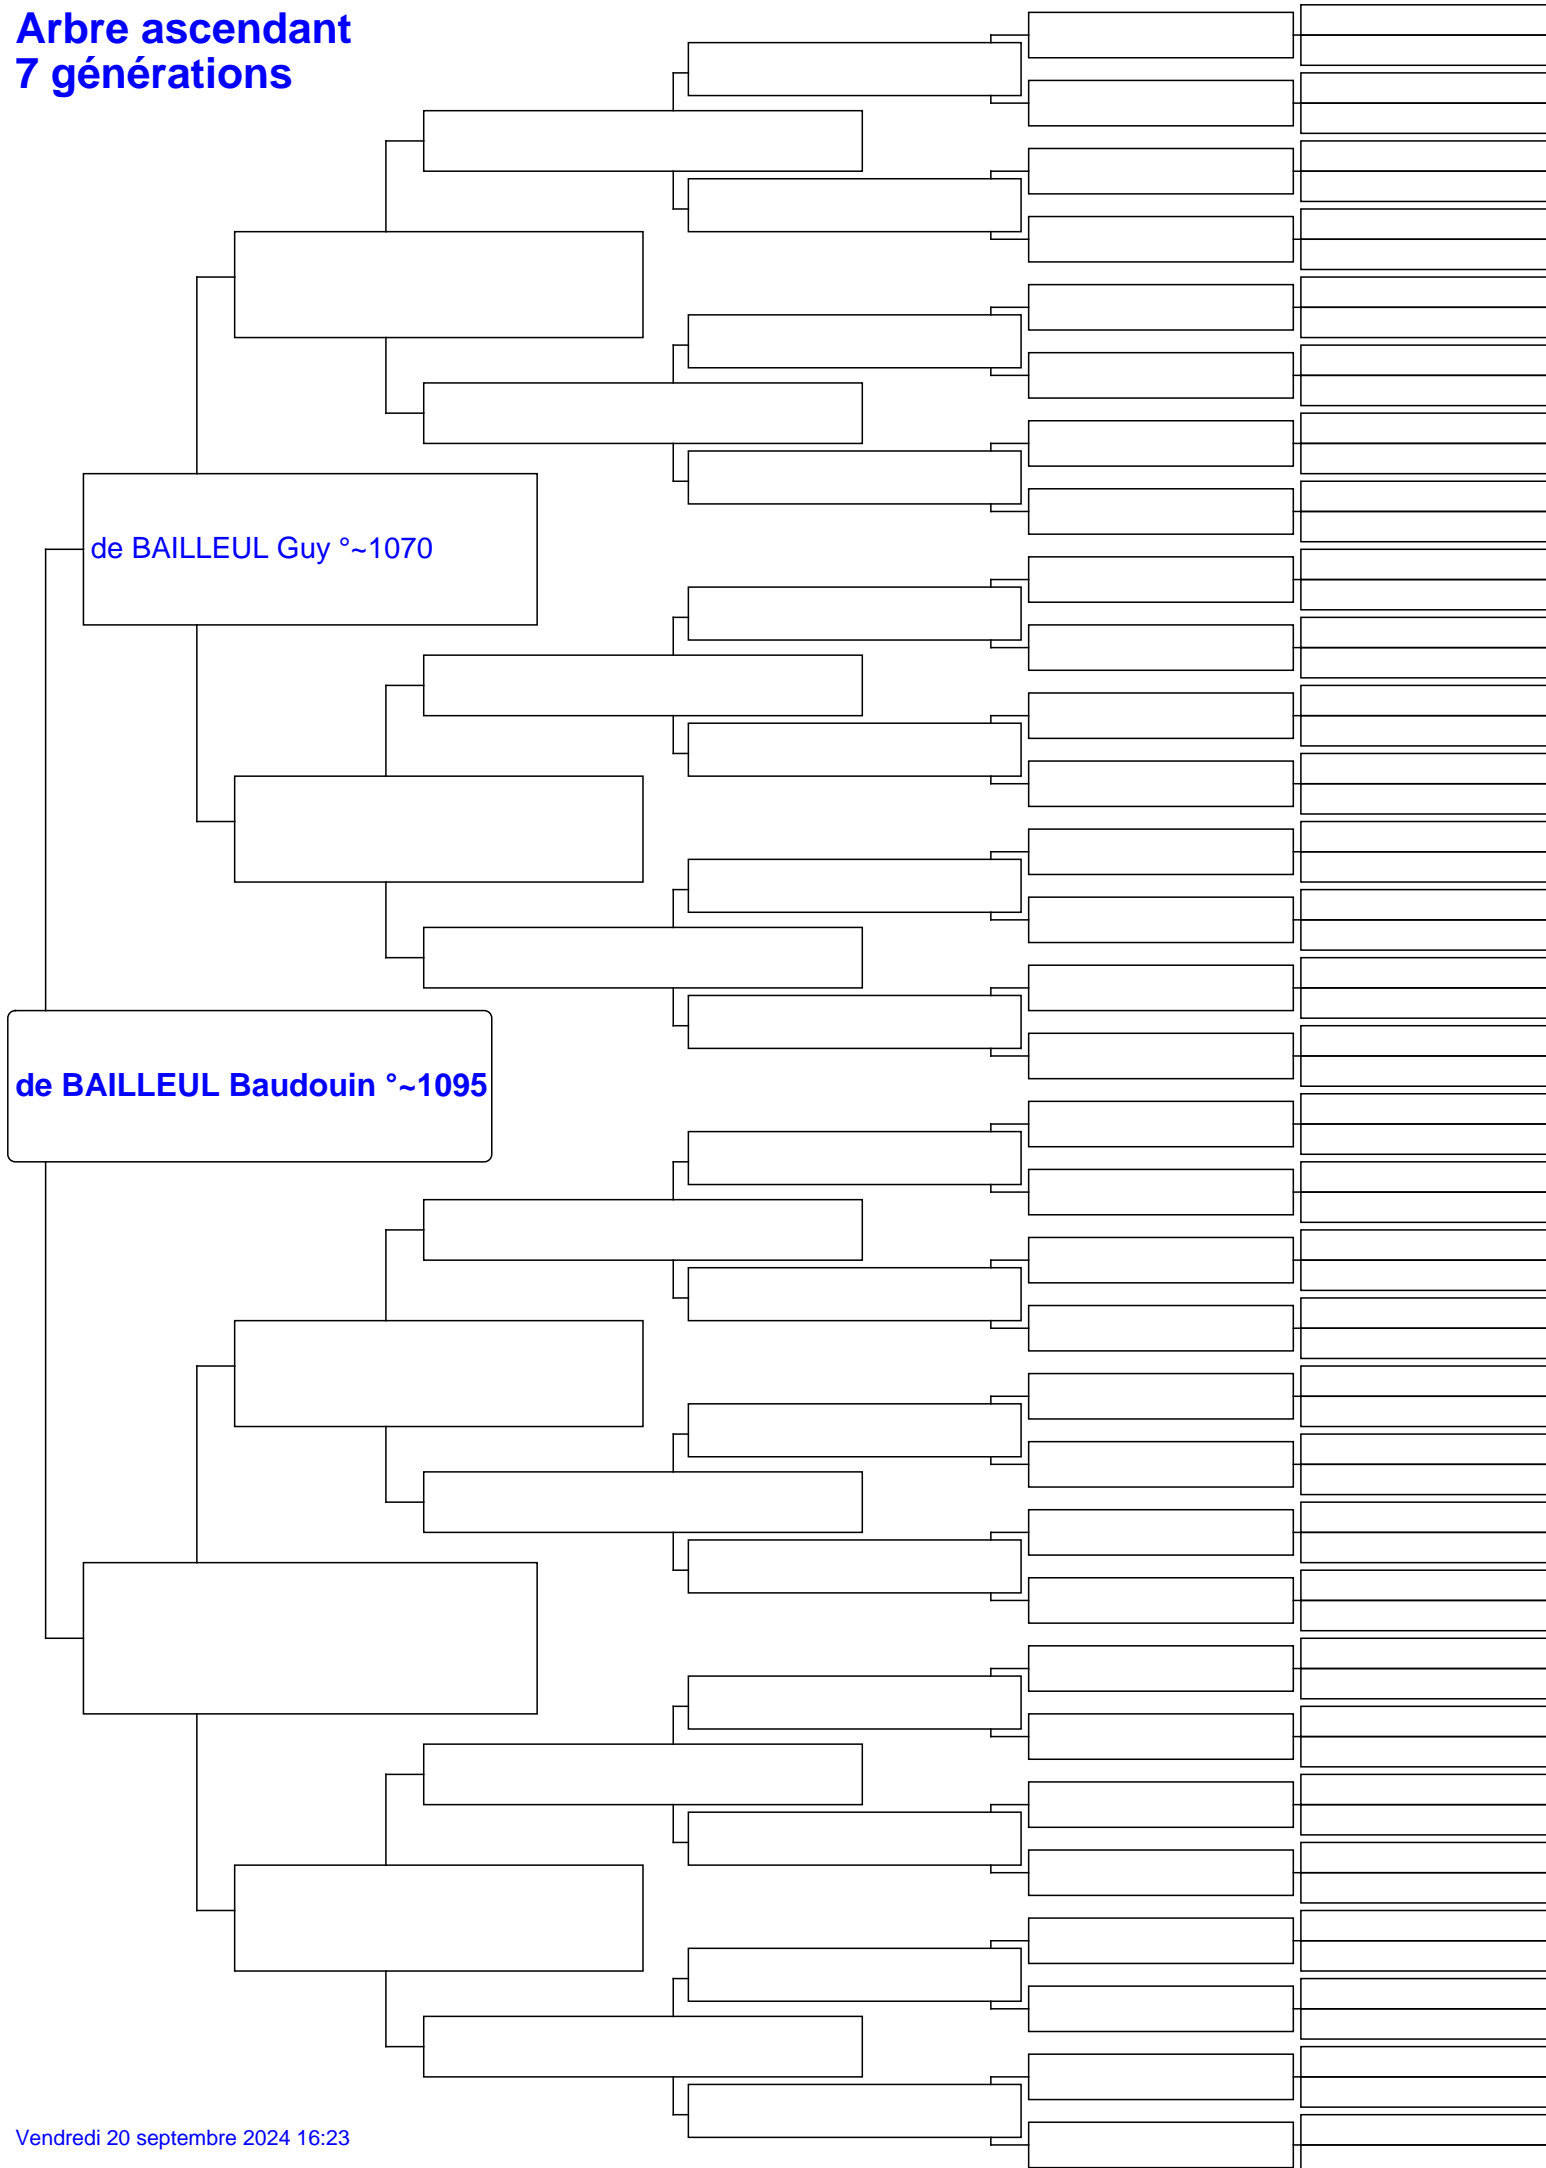 Arbre ascendant
7 générations
de BAILLEUL Guy °~1070
de BAILLEUL Baudouin °~1095
Vendredi 20 septembre 2024 16:23